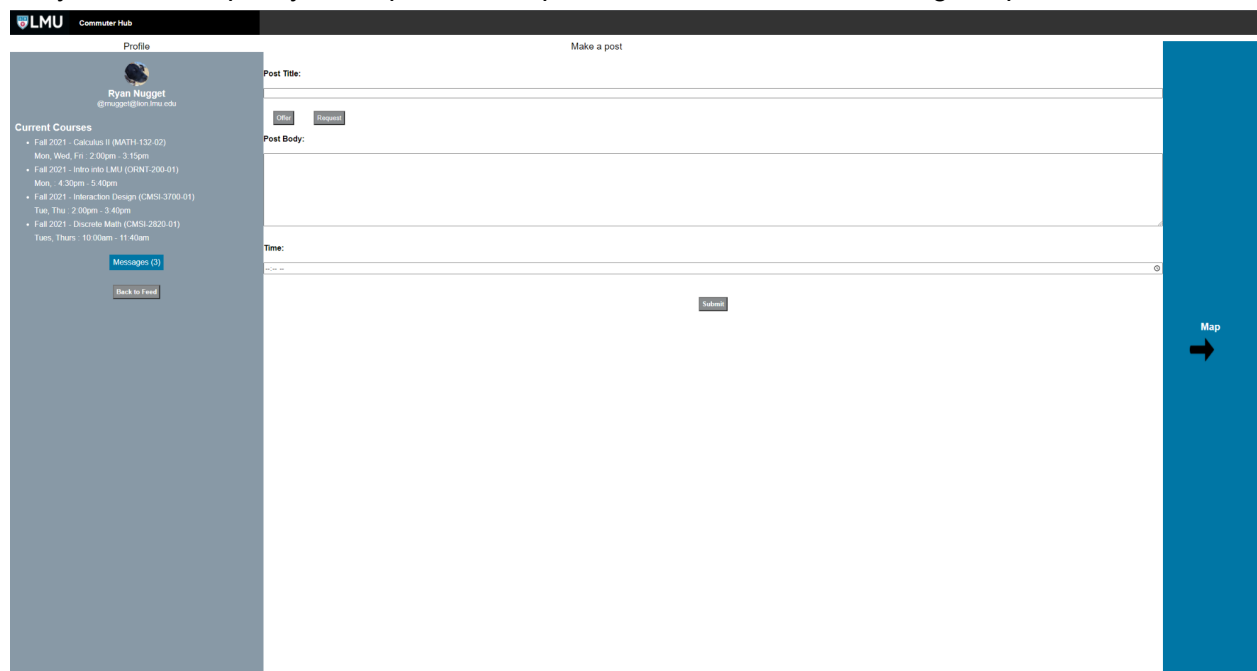 LMU Commuter Hub
Profile
Ryan Nugget
@rnugget@lion.lmu.edu
Current Courses
• Fall 2021 - Calculus II (MATH-132-02)
Mon, Wed, Fri : 2:00pm - 3:15pm
• Fall 2021 - Intro into LMU (ORNT-200-01)
Mon, : 4:30pm - 5:40pm
• Fall 2021 - Interaction Design (CMSI-3700-01)
Tue, Thu : 2:00pm - 3:40pm
• Fall 2021 - Discrete Math (CMSI-2820-01)
Tues, Thurs : 10:00am - 11:40am
Messages (3)
Back to Feed
Make a post
Post Title:
Offer Request
Post Body:
Time:
--:-- --
Submit
Map